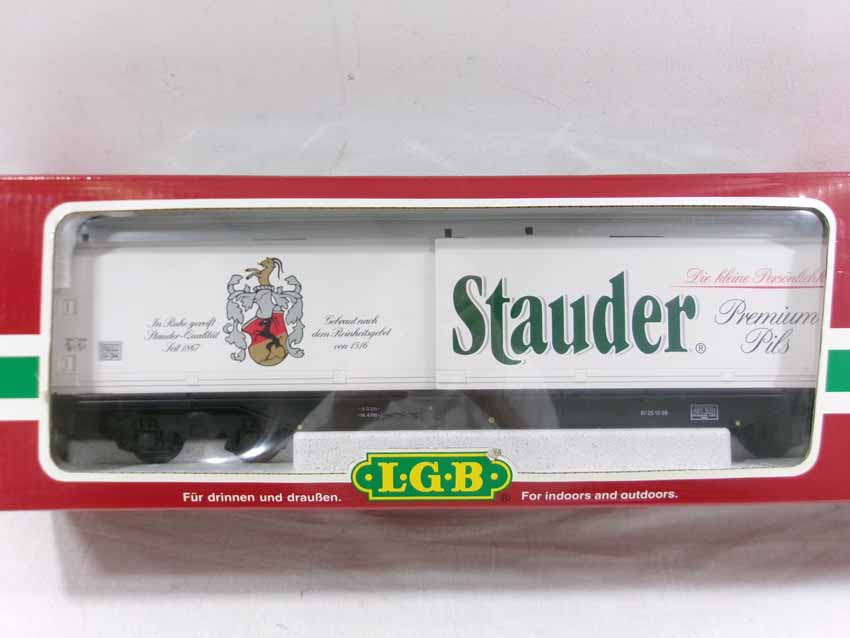 In Ruhe gereift
Stauder-Qualität
Seit 1867
Gebraut nach
dem Reinheitsgebot
von 1516
Die kleine Persönlichk
Stauder®
Premium
Pils
·L·G·B·®
Für drinnen und draußen.
For indoors and outdoors.